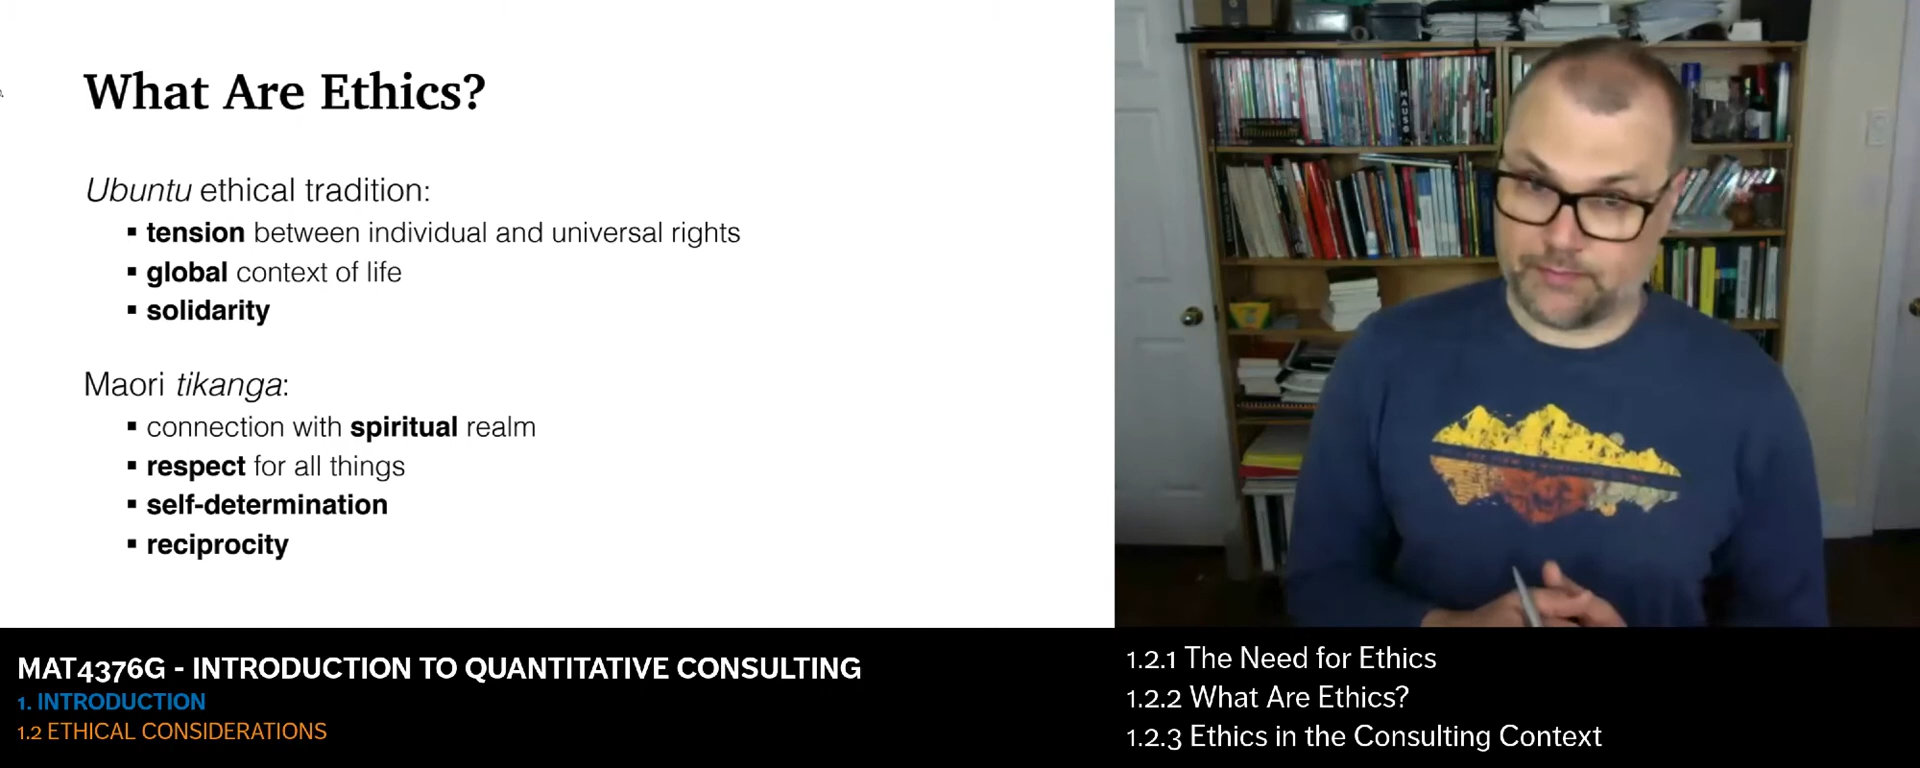 What Are Ethics?
Ubuntu ethical tradition:
▪ tension between individual and universal rights
▪ global context of life
▪ solidarity
Maori tikanga:
▪ connection with spiritual realm
▪ respect for all things
▪ self-determination
▪ reciprocity
MAUS
MAT4376G - INTRODUCTION TO QUANTITATIVE CONSULTING
1. INTRODUCTION
1.2 ETHICAL CONSIDERATIONS
1.2.1 The Need for Ethics
1.2.2 What Are Ethics?
1.2.3 Ethics in the Consulting Context